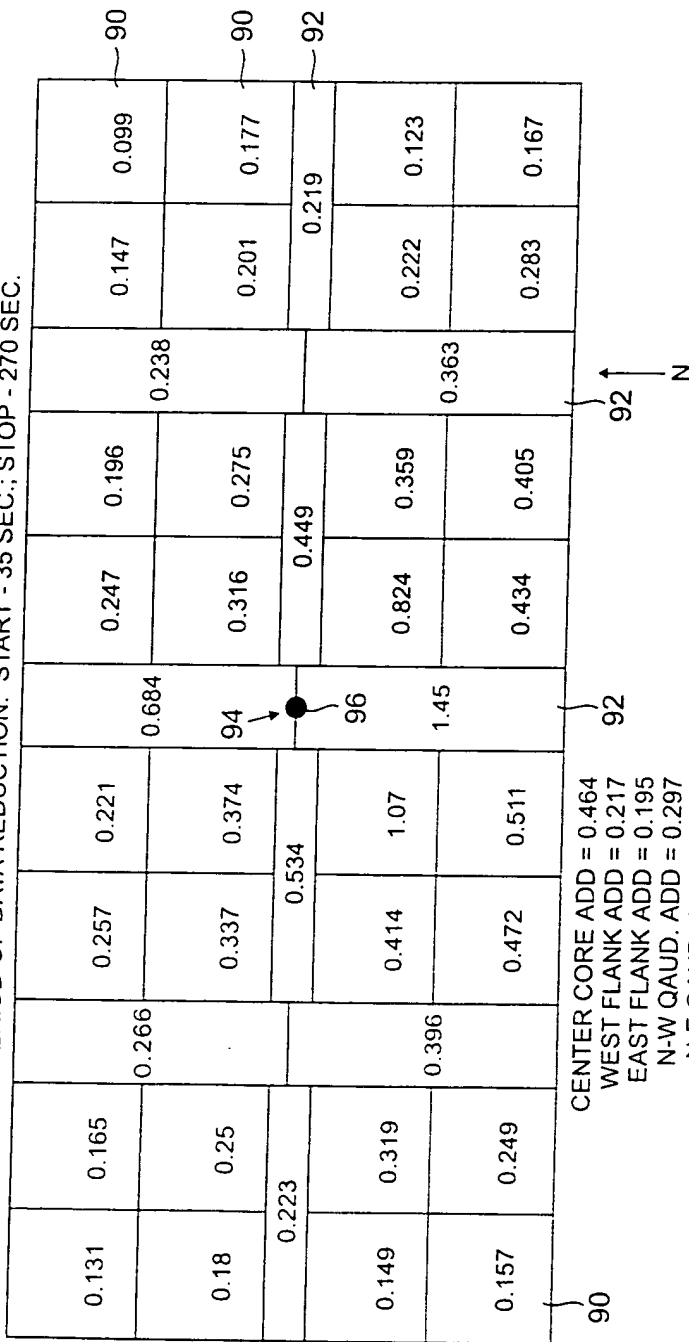 OF DATA REDUCTION: START - 35 SEC.; STOP - 270 SEC.
0.131 0.165 0.257 0.221 0.247 0.196 0.147 0.099 90
0.266 0.684 0.238
0.18 0.25 0.337 0.374 94 0.316 0.275 0.201 0.177 90
0.223 0.534 96 0.449 0.219 92
0.149 0.319 0.414 1.07 0.824 0.359 0.222 0.123
0.396 1.45 0.363
0.157 0.249 0.472 0.511 0.434 0.405 0.283 0.167
90 92 92 N
CENTER CORE ADD = 0.464
WEST FLANK ADD = 0.217
EAST FLANK ADD = 0.195
N-W QAUD. ADD = 0.297